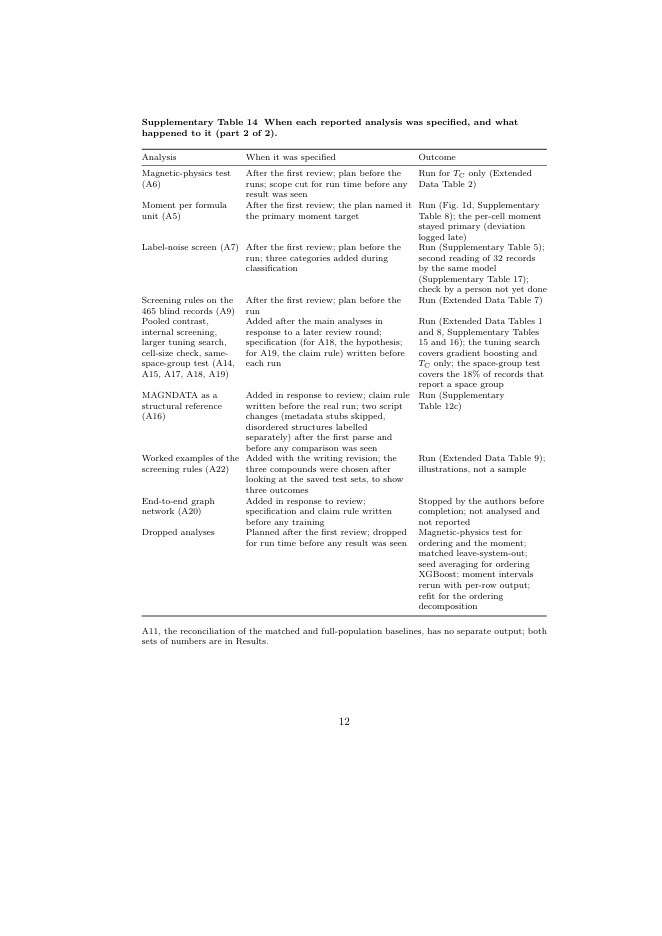 Supplementary Table 14 When each reported analysis was specified, and what
happened to it (part 2 of 2).
Analysis When it was specified Outcome
Magnetic-physics test After the first review; plan before the Run for TC only (Extended
(A6) runs; scope cut for run time before any Data Table 2)
result was seen
Moment per formula After the first review; the plan named it Run (Fig. 1d, Supplementary
unit (A5) the primary moment target Table 8); the per-cell moment
stayed primary (deviation
logged late)
Label-noise screen (A7) After the first review; plan before the Run (Supplementary Table 5);
run; three categories added during second reading of 32 records
classification by the same model
(Supplementary Table 17);
check by a person not yet done
Screening rules on the After the first review; plan before the Run (Extended Data Table 7)
465 blind records (A9) run
Pooled contrast, Added after the main analyses in Run (Extended Data Tables 1
internal screening, response to a later review round; and 8, Supplementary Tables
larger tuning search, specification (for A18, the hypothesis; 15 and 16); the tuning search
cell-size check, same- for A19, the claim rule) written before covers gradient boosting and
space-group test (A14, each run TC only; the space-group test
A15, A17, A18, A19) covers the 18% of records that
report a space group
MAGNDATA as a Added in response to review; claim rule Run (Supplementary
structural reference written before the real run; two script Table 12c)
(A16) changes (metadata stubs skipped,
disordered structures labelled
separately) after the first parse and
before any comparison was seen
Worked examples of the Added with the writing revision; the Run (Extended Data Table 9);
screening rules (A22) three compounds were chosen after illustrations, not a sample
looking at the saved test sets, to show
three outcomes
End-to-end graph Added in response to review; Stopped by the authors before
network (A20) specification and claim rule written completion; not analysed and
before any training not reported
Dropped analyses Planned after the first review; dropped Magnetic-physics test for
for run time before any result was seen ordering and the moment;
matched leave-system-out;
seed averaging for ordering
XGBoost; moment intervals
rerun with per-row output;
refit for the ordering
decomposition
A11, the reconciliation of the matched and full-population baselines, has no separate output; both
sets of numbers are in Results.
12